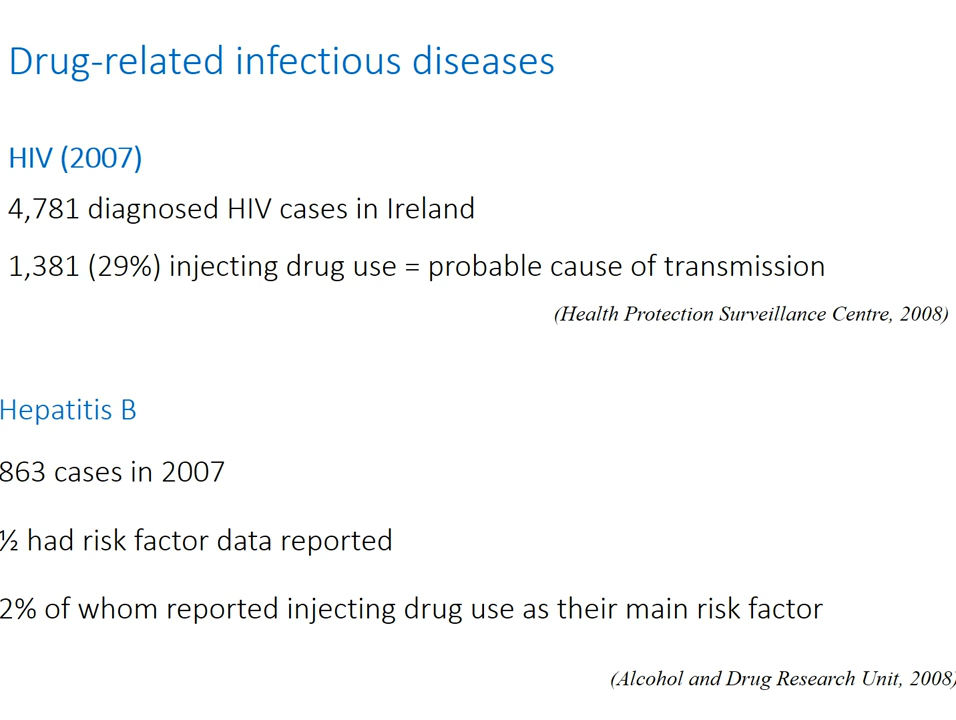 Drug-related infectious diseases
HIV (2007)
4,781 diagnosed HIV cases in Ireland
1,381 (29%) injecting drug use = probable cause of transmission
(Health Protection Surveillance Centre, 2008)
Hepatitis B
863 cases in 2007
½ had risk factor data reported
2% of whom reported injecting drug use as their main risk factor
(Alcohol and Drug Research Unit, 2008)